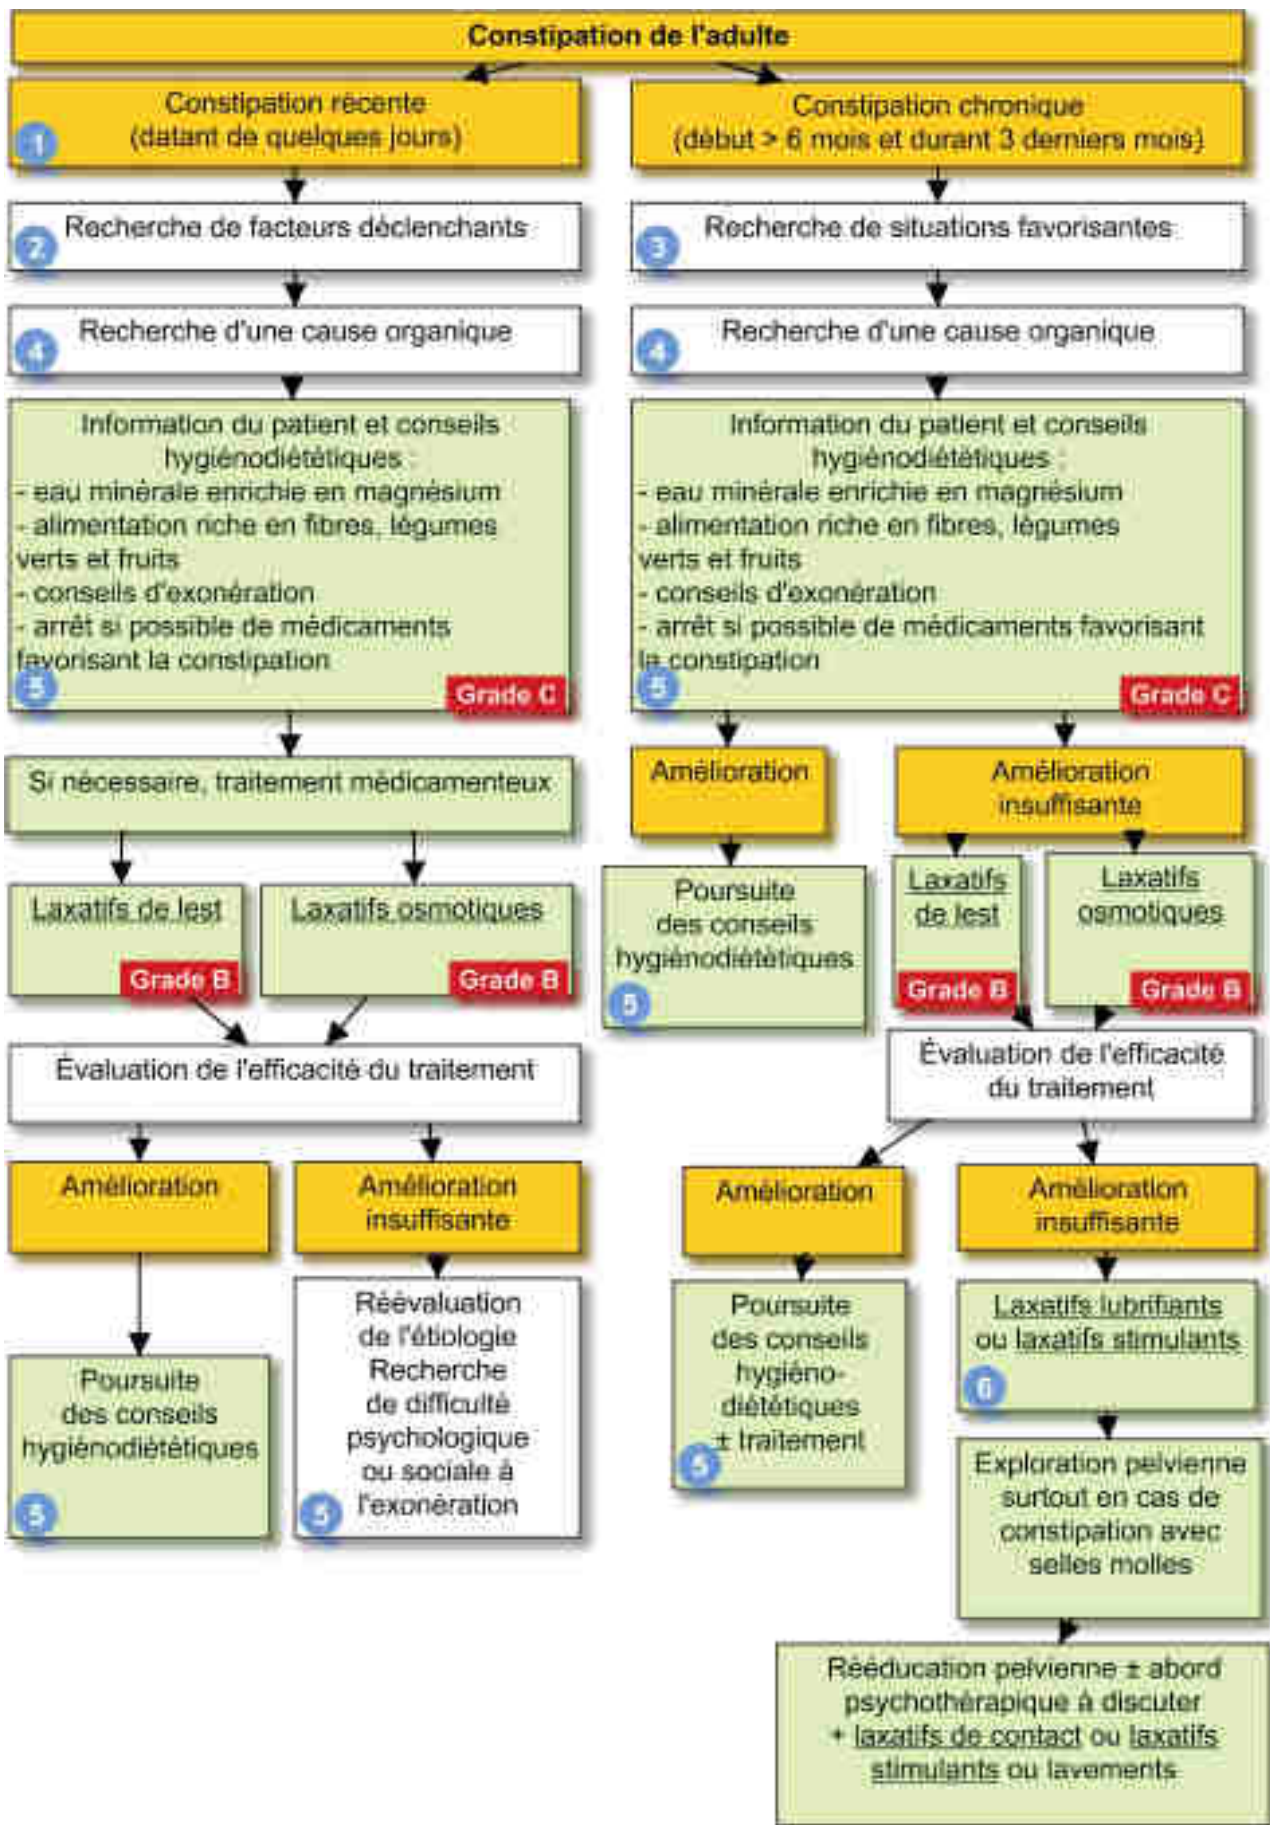 Constipation de l'adulte
Constipation récente
(datant de quelques jours)
1
Constipation chronique
(début > 6 mois et durant 3 derniers mois)
Recherche de facteurs déclenchants
2
Recherche de situations favorisantes
3
Recherche d'une cause organique
4
Recherche d'une cause organique
4
Information du patient et conseils
hygiénodiététiques :
- eau minérale enrichie en magnésium
- alimentation riche en fibres, légumes
verts et fruits
- conseils d'exonération
- arrêt si possible de médicaments
favorisant la constipation
5
Grade C
Information du patient et conseils
hygiénodiététiques :
- eau minérale enrichie en magnésium
- alimentation riche en fibres, légumes
verts et fruits
- conseils d'exonération
- arrêt si possible de médicaments favorisant
la constipation
5
Grade C
Si nécessaire, traitement médicamenteux
Laxatifs de lest
Grade B
Laxatifs osmotiques
Grade B
Évaluation de l'efficacité du traitement
Amélioration
Poursuite
des conseils
hygiénodiététiques
5
Amélioration
insuffisante
Réévaluation
de l'étiologie
Recherche
de difficulté
psychologique
ou sociale à
l'exonération
5
Amélioration
Poursuite
des conseils
hygiénodiététiques
5
Amélioration
insuffisante
Laxatifs
de lest
Grade B
Laxatifs
osmotiques
Grade B
Évaluation de l'efficacité
du traitement
Amélioration
Poursuite
des conseils
hygiéno-
diététiques
± traitement
5
Amélioration
insuffisante
Laxatifs lubrifiants
ou laxatifs stimulants
6
Exploration pelvienne
surtout en cas de
constipation avec
selles molles
Rééducation pelvienne ± abord
psychothérapique à discuter
+ laxatifs de contact ou laxatifs
stimulants ou lavements